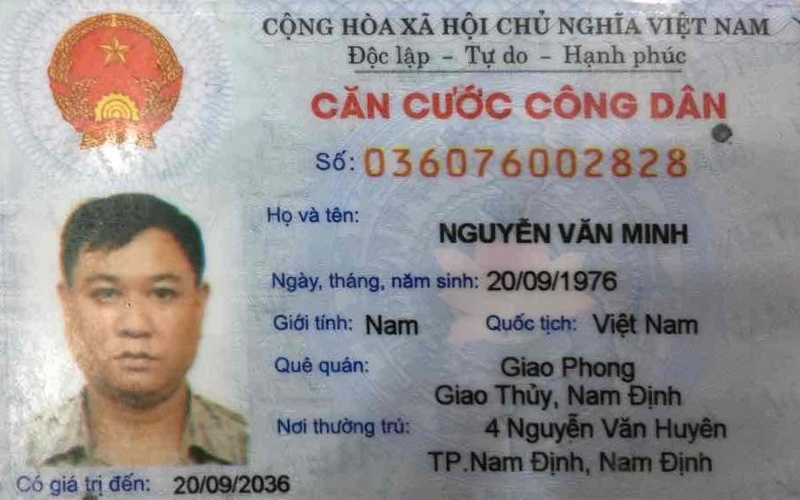 CỘNG HÒA XÃ HỘI CHỦ NGHĨA VIỆT NAM
Độc lập - Tự do - Hạnh phúc
CĂN CƯỚC CÔNG DÂN
Số: 036076002828
Họ và tên:
NGUYỄN VĂN MINH
Ngày, tháng, năm sinh: 20/09/1976
Giới tính: Nam Quốc tịch: Việt Nam
Quê quán: Giao Phong
Giao Thủy, Nam Định
Nơi thường trú: 4 Nguyễn Văn Huyên
TP.Nam Định, Nam Định
Có giá trị đến: 20/09/2036